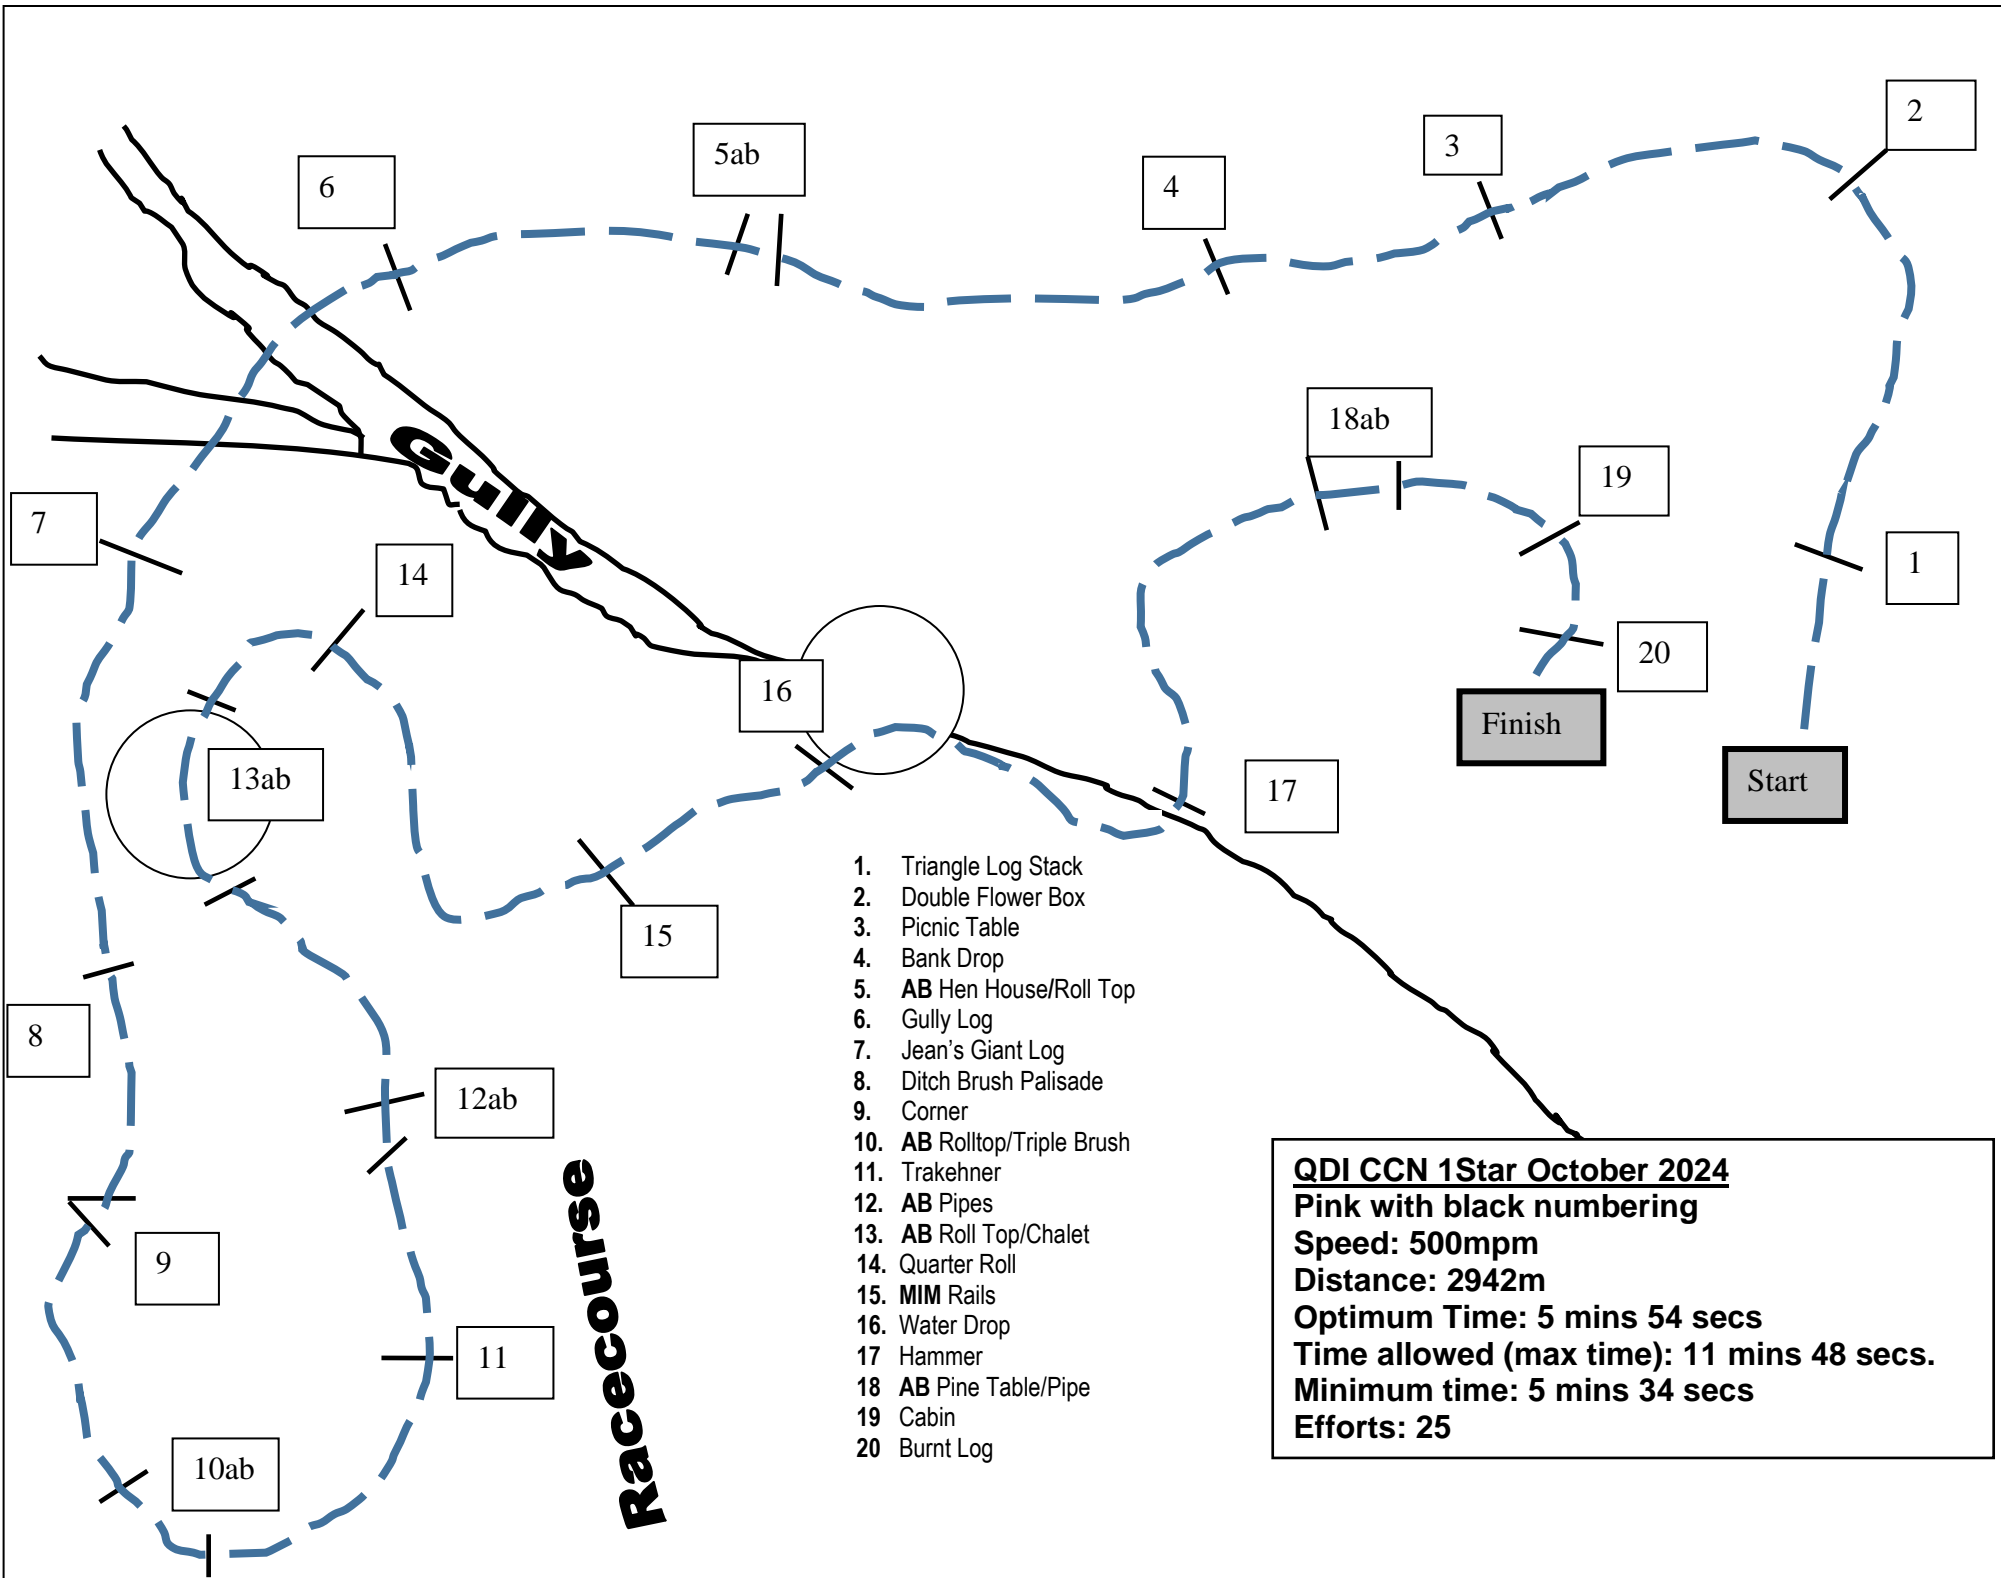 2
3
5ab
4
6
18ab
19
Gully
7
1
14
20
16
Finish
13ab
Start
17
15
8
12ab
9
11
10ab
Racecourse
1. Triangle Log Stack
2. Double Flower Box
3. Picnic Table
4. Bank Drop
5. AB Hen House/Roll Top
6. Gully Log
7. Jean's Giant Log
8. Ditch Brush Palisade
9. Corner
10. AB Rolltop/Triple Brush
11. Trakehner
12. AB Pipes
13. AB Roll Top/Chalet
14. Quarter Roll
15. MIM Rails
16. Water Drop
17 Hammer
18 AB Pine Table/Pipe
19 Cabin
20 Burnt Log
QDI CCN 1Star October 2024
Pink with black numbering
Speed: 500mpm
Distance: 2942m
Optimum Time: 5 mins 54 secs
Time allowed (max time): 11 mins 48 secs.
Minimum time: 5 mins 34 secs
Efforts: 25